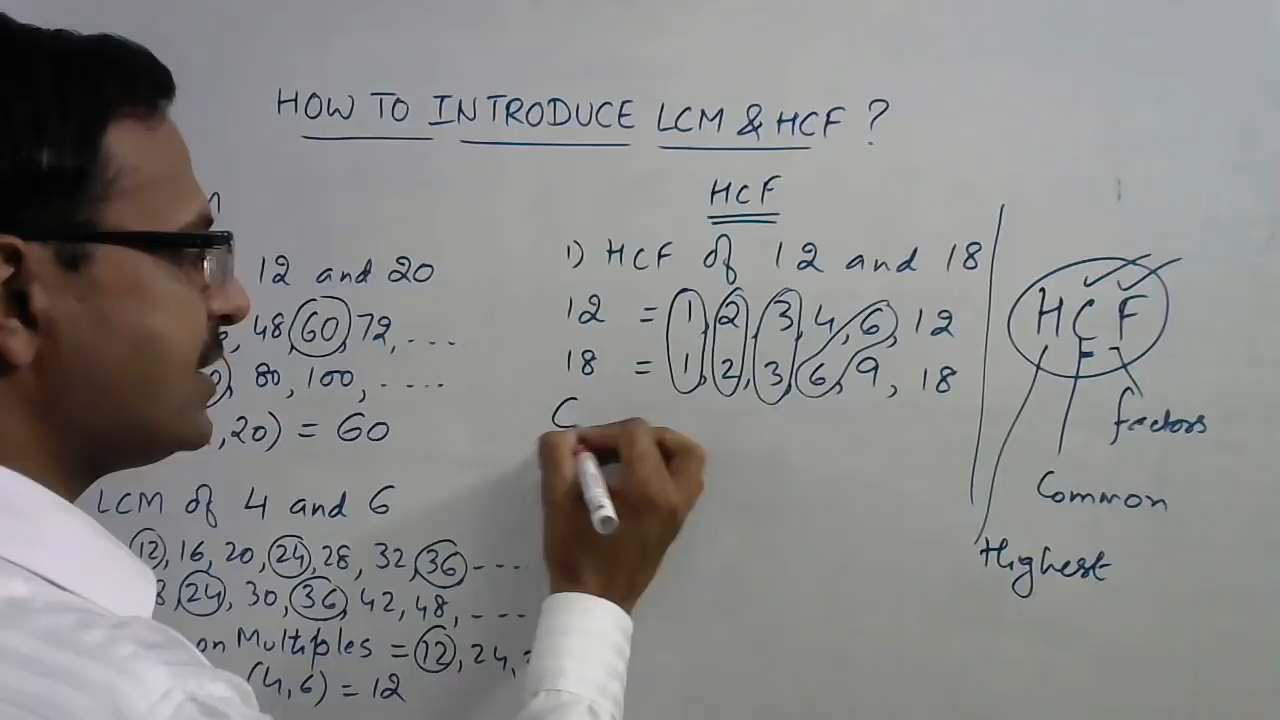 HOW TO INTRODUCE LCM & HCF ?
12 and 20
48, 60, 72, ....
80, 100, ....
,20) = 60
LCM of 4 and 6
12, 16, 20, 24, 28, 32, 36 ----
24, 30, 36, 42, 48, ----
on Multiples = 12, 24,
(4, 6) = 12
HCF
1) HCF of 12 and 18
12 = 1, 2, 3, 4, 6, 12
18 = 1, 2, 3, 6, 9, 18
C
HCF
factors
Common
Highest